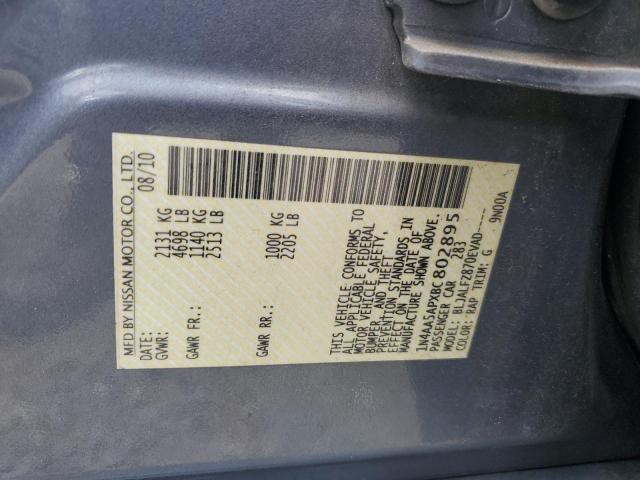 MFD BY NISSAN MOTOR CO., LTD.
08/10
GVWR: 2131 KG
4698 LB
GAWR FR.: 1140 KG
2513 LB
GAWR RR.: 1000 KG
2205 LB
THIS VEHICLE CONFORMS TO
ALL APPLICABLE FEDERAL
MOTOR VEHICLE SAFETY,
BUMPER, AND THEFT
PREVENTION STANDARDS IN
EFFECT ON THE DATE OF
MANUFACTURE SHOWN ABOVE.
1N4AA5APXBC802895
PASSENGER CAR 283
MODEL: BLJALFZ870EVAD----
COLOR: RAP TRIM: G 9N00A